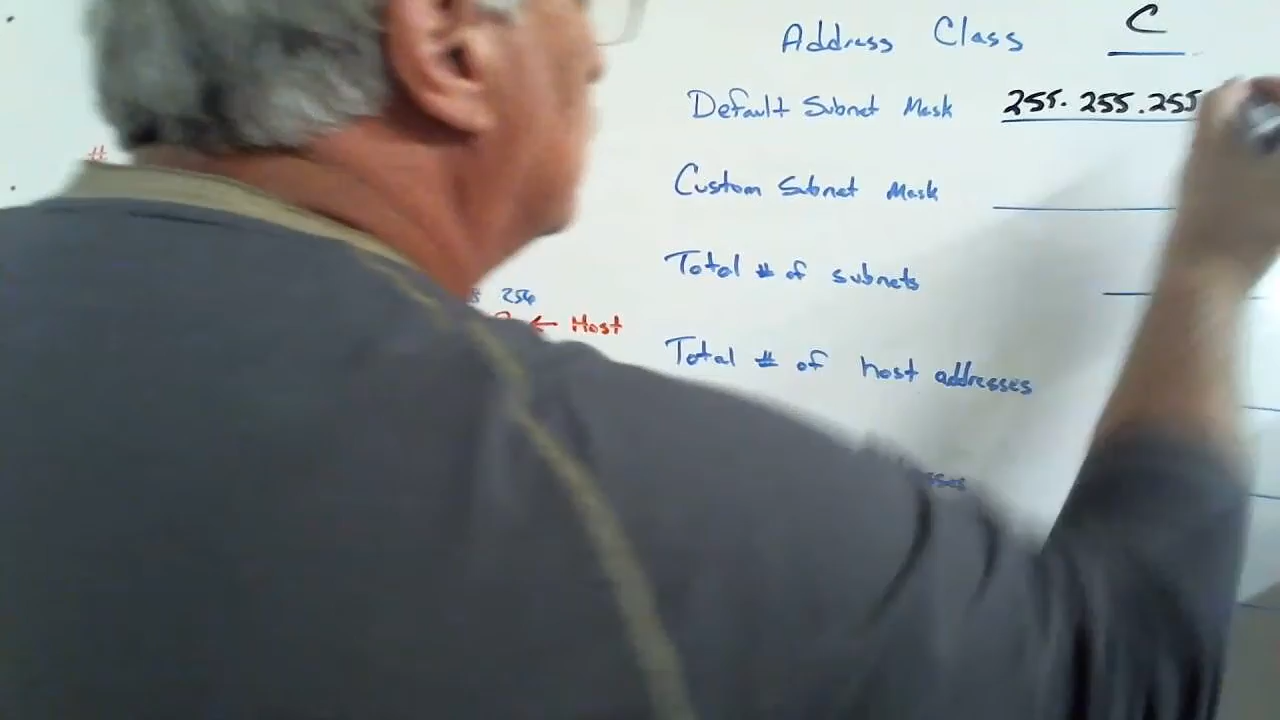 Address Class C
Default Subnet Mask 255.255.255
Custom Subnet Mask
Total # of subnets
Total # of host addresses
#
256
← Host